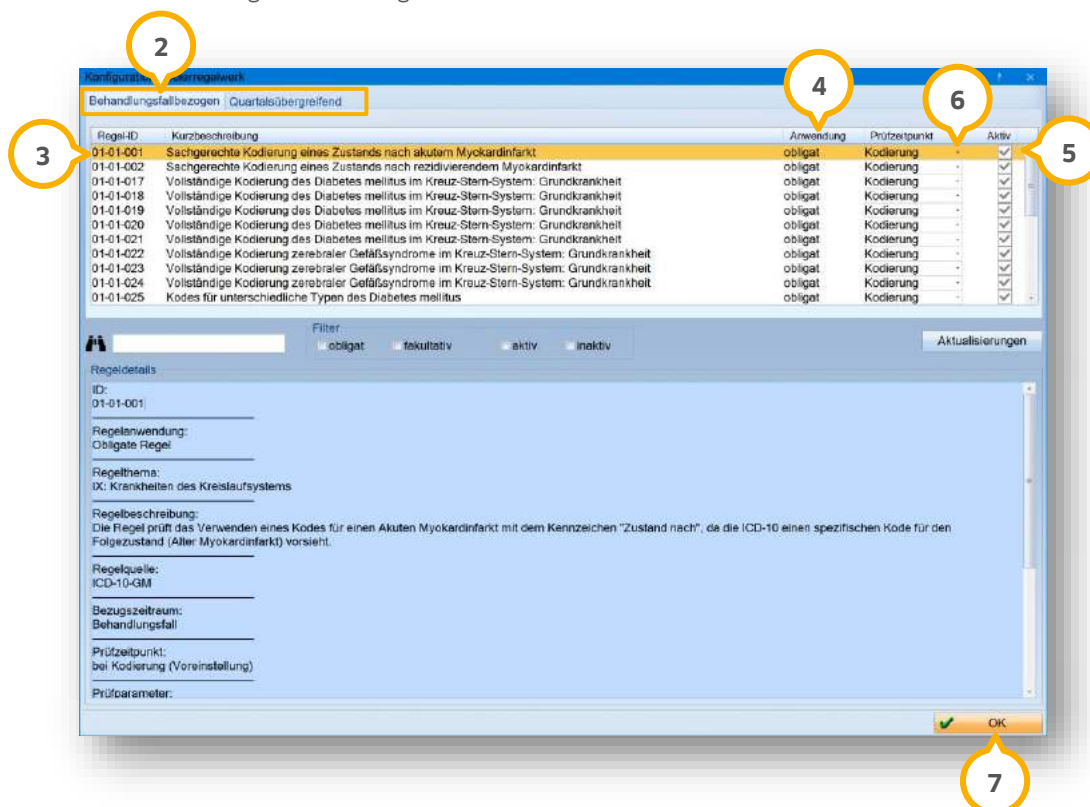 2
4
6
Behandlungsfallbezogen Quartalsübergreifend
3
5
Regel-ID Kurzbeschreibung Anwendung Prüfzeitpunkt Aktiv
01-01-001 Sachgerechte Kodierung eines Zustands nach akutem Myokardinfarkt obligat Kodierung
01-01-002 Sachgerechte Kodierung eines Zustands nach rezidivierendem Myokardinfarkt obligat Kodierung
01-01-017 Vollständige Kodierung des Diabetes mellitus im Kreuz-Stern-System: Grundkrankheit obligat Kodierung
01-01-018 Vollständige Kodierung des Diabetes mellitus im Kreuz-Stern-System: Grundkrankheit obligat Kodierung
01-01-019 Vollständige Kodierung des Diabetes mellitus im Kreuz-Stern-System: Grundkrankheit obligat Kodierung
01-01-020 Vollständige Kodierung des Diabetes mellitus im Kreuz-Stern-System: Grundkrankheit obligat Kodierung
01-01-021 Vollständige Kodierung des Diabetes mellitus im Kreuz-Stern-System: Grundkrankheit obligat Kodierung
01-01-022 Vollständige Kodierung zerebraler Gefäßsyndrome im Kreuz-Stern-System: Grundkrankheit obligat Kodierung
01-01-023 Vollständige Kodierung zerebraler Gefäßsyndrome im Kreuz-Stern-System: Grundkrankheit obligat Kodierung
01-01-024 Vollständige Kodierung zerebraler Gefäßsyndrome im Kreuz-Stern-System: Grundkrankheit obligat Kodierung
01-01-025 Kodes für unterschiedliche Typen des Diabetes mellitus obligat Kodierung
Filter
obligat fakultativ aktiv inaktiv
Aktualisierungen
Regeldetails
ID:
01-01-001
Regelanwendung:
Obligate Regel
Regelthema:
IX: Krankheiten des Kreislaufsystems
Regelbeschreibung:
Die Regel prüft das Verwenden eines Kodes für einen Akuten Myokardinfarkt mit dem Kennzeichen "Zustand nach", da die ICD-10 einen spezifischen Kode für den
Folgezustand (Alter Myokardinfarkt) vorsieht.
Regelquelle:
ICD-10-GM
Bezugszeitraum:
Behandlungsfall
Prüfzeitpunkt:
bei Kodierung (Voreinstellung)
Prüfparameter:
OK
7